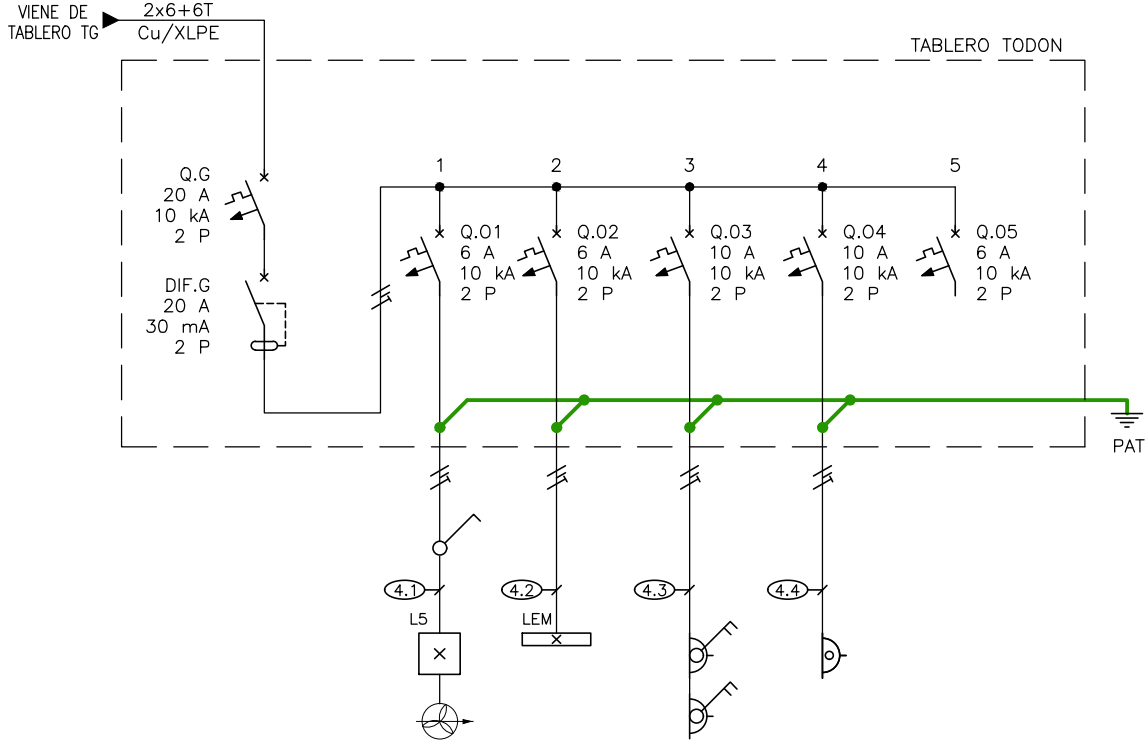 VIENE DE
TABLERO TG
2x6+6T
Cu/XLPE
TABLERO TODON
Q.G
20 A
10 kA
2 P
DIF.G
20 A
30 mA
2 P
1
2
3
4
5
Q.01
6 A
10 kA
2 P
Q.02
6 A
10 kA
2 P
Q.03
10 A
10 kA
2 P
Q.04
10 A
10 kA
2 P
Q.05
6 A
10 kA
2 P
PAT
4.1
4.2
4.3
4.4
L5
LEM